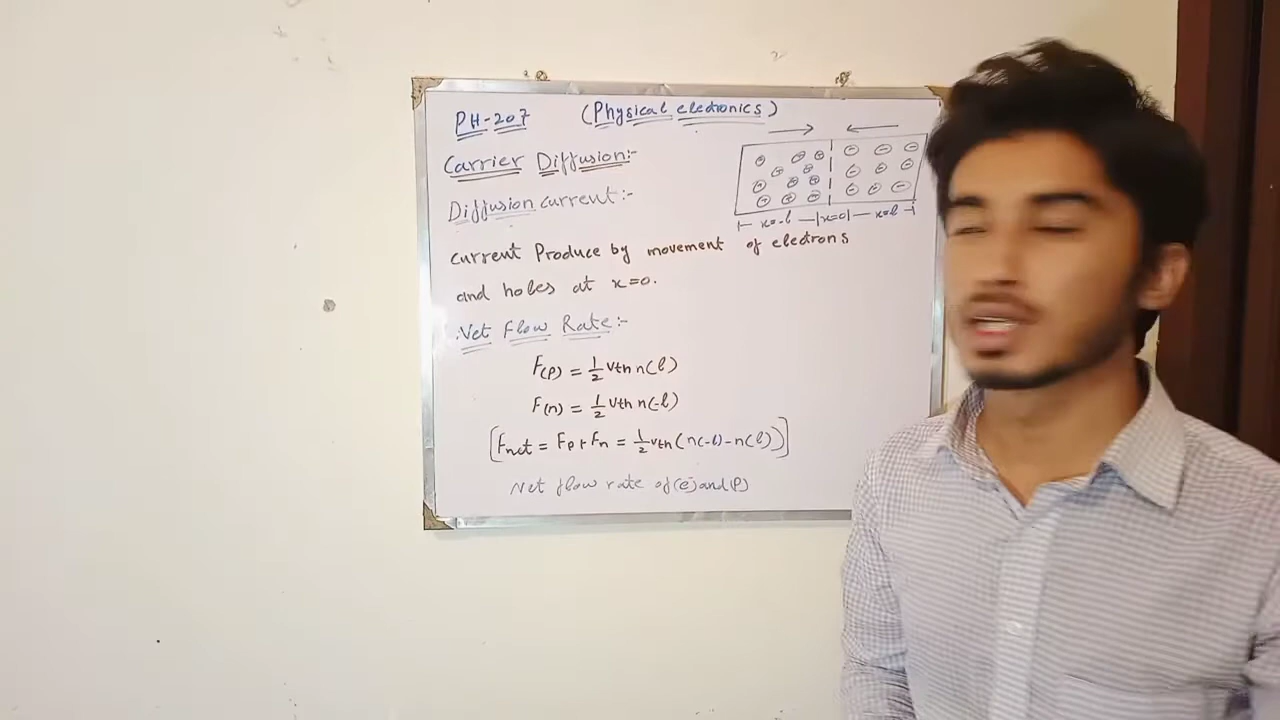 PH-207 (Physical electronics)
Carrier Diffusion:-
Diffusion current:-
|— x=-l —|x=0|— x=l —|
current Produce by movement of electrons
and holes at x=0.
Net Flow Rate:-
F(p) = 1/2 vth n(l)
F(n) = 1/2 vth n(-l)
[Fnet = Fp+Fn = 1/2 vth (n(-l)-n(l))]
Net flow rate of (e-) and (P)